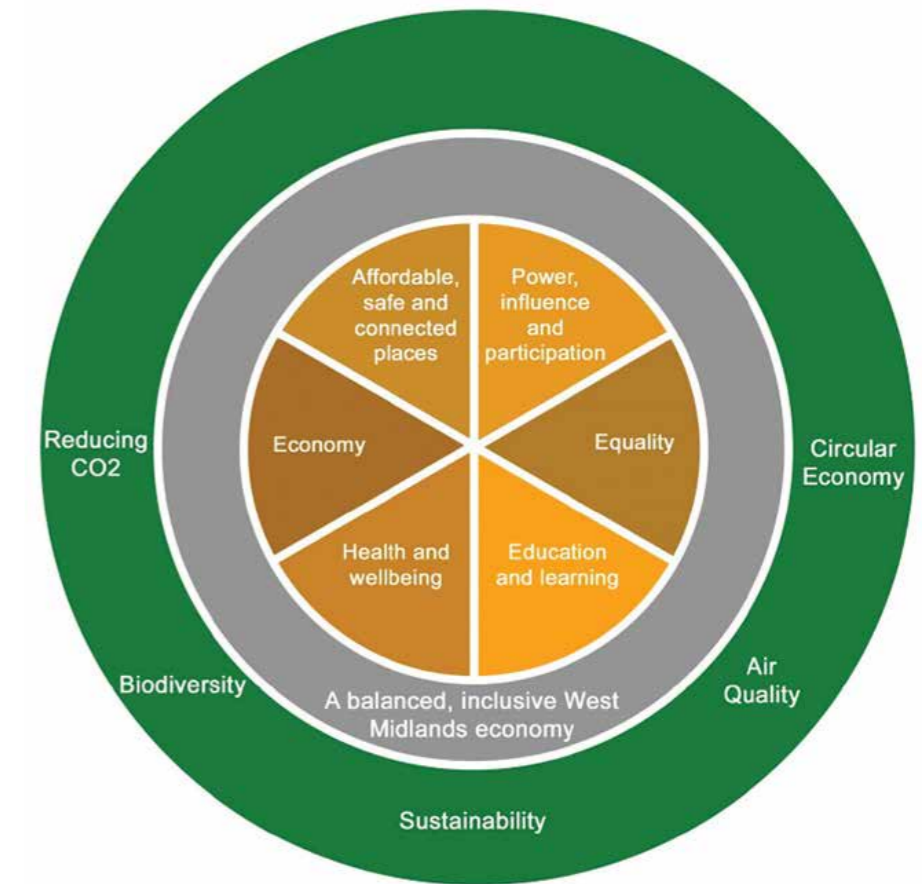 Affordable,
safe and
connected
places
Power,
influence
and
participation
Economy
Equality
Health and
wellbeing
Education
and learning
Reducing
CO2
Circular
Economy
Biodiversity
Air
Quality
A balanced, inclusive West
Midlands economy
Sustainability